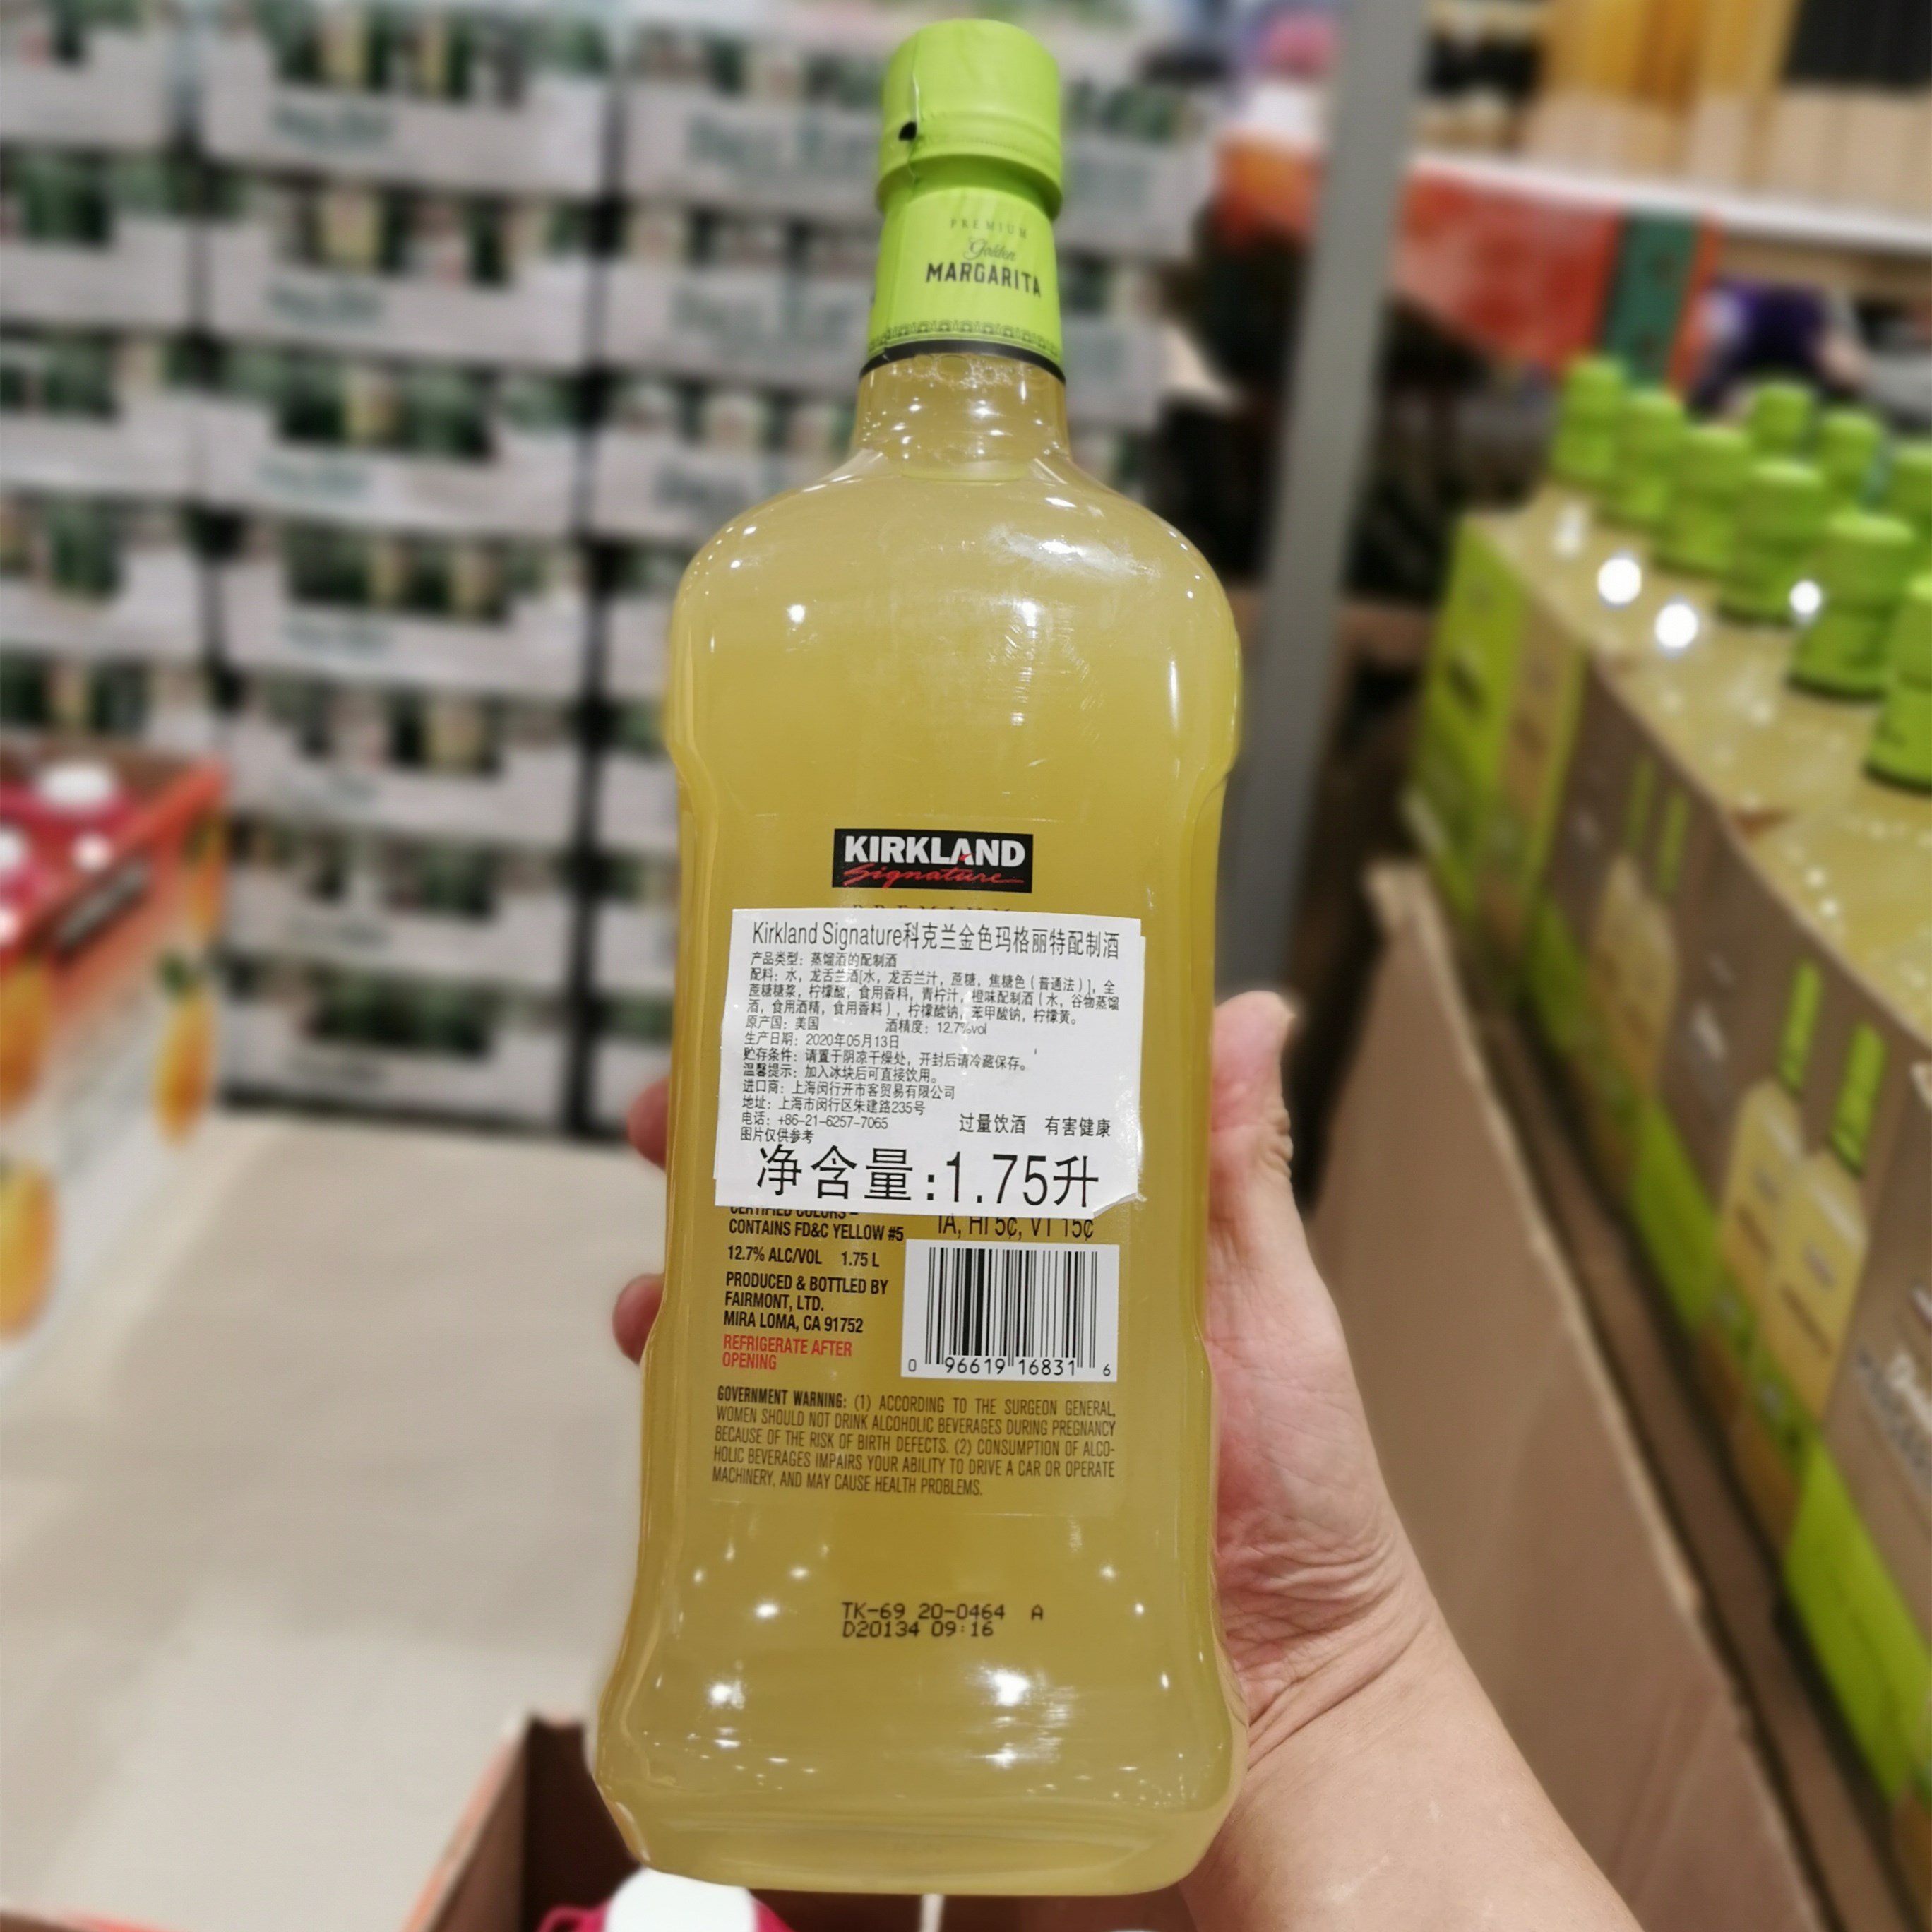 PREMIUM
Golden
MARGARITA
KIRKLAND
Signature
PREMIUM
Kirkland Signature科克兰金色玛格丽特配制酒
产品类型：蒸馏酒的配制酒
配料：水，龙舌兰酒[水，龙舌兰汁，蔗糖，焦糖色（普通法）]，全
蔗糖糖浆，柠檬酸，食用香料，青柠汁，橙味配制酒（水，谷物蒸馏
酒，食用酒精，食用香料），柠檬酸钠，苯甲酸钠，柠檬黄。
原产国：美国 酒精度：12.7%vol
生产日期：2020年05月13日
贮存条件：请置于阴凉干燥处，开封后请冷藏保存。
温馨提示：加入冰块后可直接饮用。
进口商：上海闵行开市客贸易有限公司
地址：上海市闵行区朱建路235号
电话：+86-21-6257-7065 过量饮酒 有害健康
图片仅供参考
净含量:1.75升
CERTIFIED COLORS –
CONTAINS FD&C YELLOW #5
IA, HI 5¢, VT 15¢
12.7% ALC/VOL 1.75 L
PRODUCED & BOTTLED BY
FAIRMONT, LTD.
MIRA LOMA, CA 91752
REFRIGERATE AFTER
OPENING
0 96619 16831 6
GOVERNMENT WARNING: (1) ACCORDING TO THE SURGEON GENERAL,
WOMEN SHOULD NOT DRINK ALCOHOLIC BEVERAGES DURING PREGNANCY
BECAUSE OF THE RISK OF BIRTH DEFECTS. (2) CONSUMPTION OF ALCO-
HOLIC BEVERAGES IMPAIRS YOUR ABILITY TO DRIVE A CAR OR OPERATE
MACHINERY, AND MAY CAUSE HEALTH PROBLEMS.
TK-69 20-0464 A
D20134 09:16